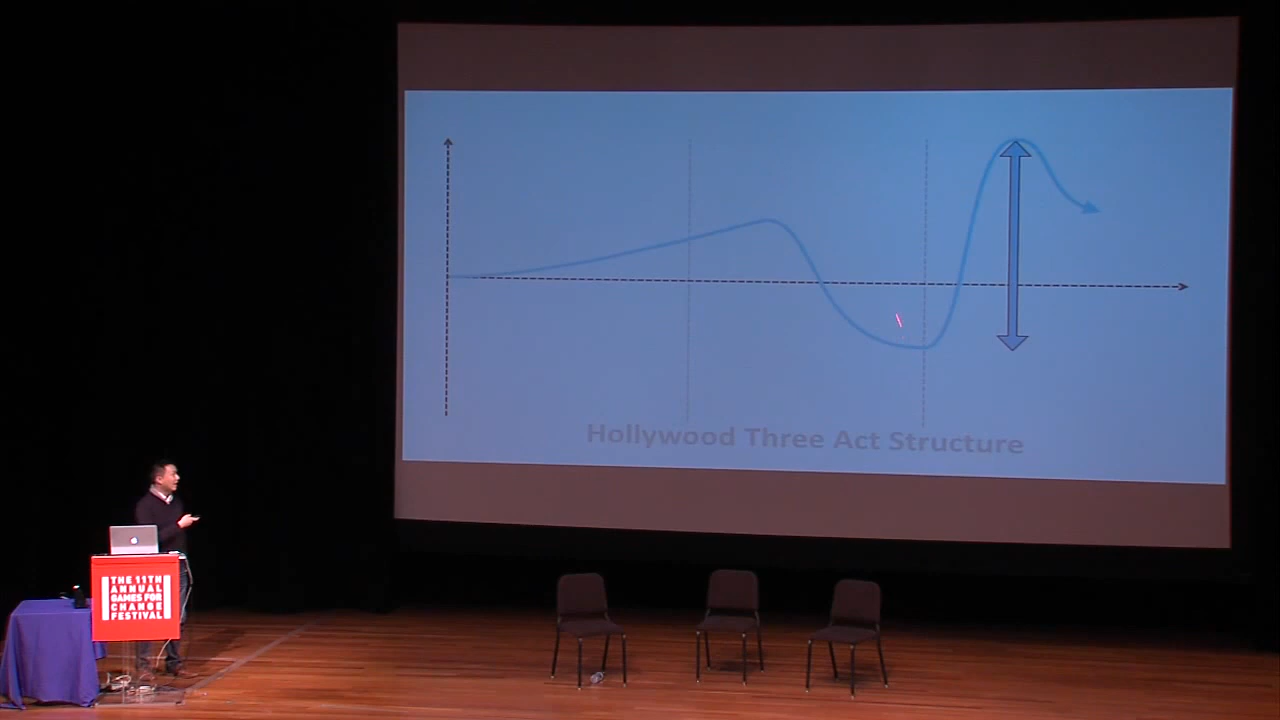 Hollywood Three Act Structure
THE 11TH
ANNUAL
GAMES FOR
CHANGE
FESTIVAL